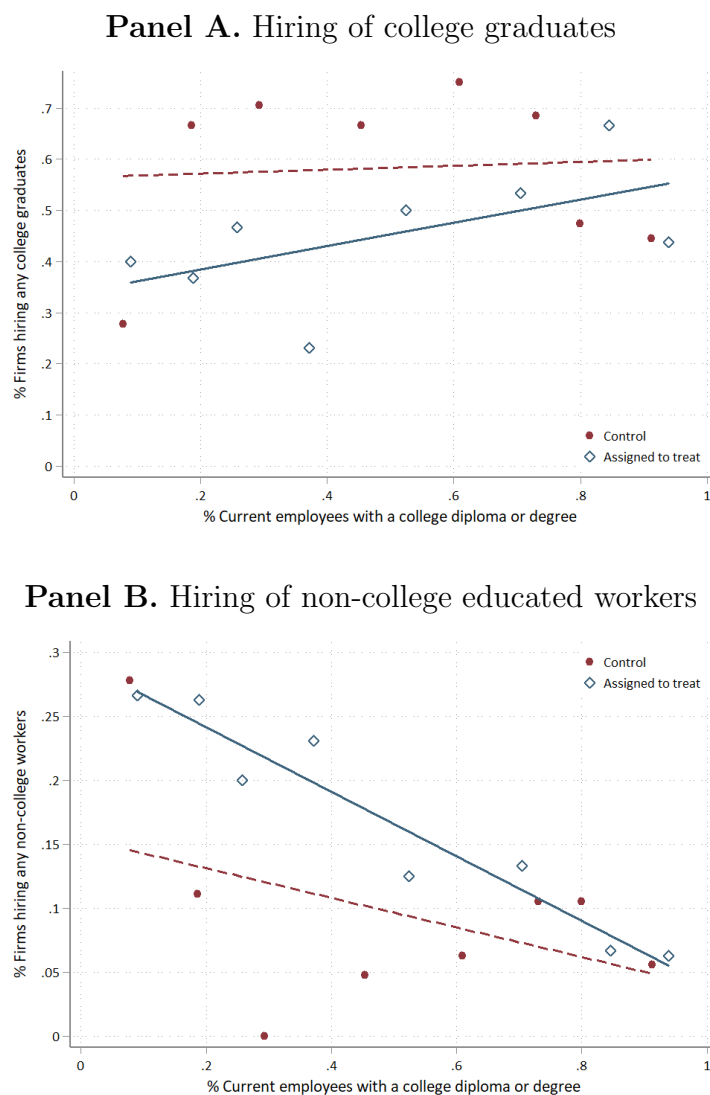 Panel A. Hiring of college graduates
% Firms hiring any college graduates
.7
.6
.5
.4
.3
.2
.1
0
Control
Assigned to treat
0 .2 .4 .6 .8 1
% Current employees with a college diploma or degree
Panel B. Hiring of non-college educated workers
% Firms hiring any non-college workers
.3
.25
.2
.15
.1
.05
0
Control
Assigned to treat
0 .2 .4 .6 .8 1
% Current employees with a college diploma or degree